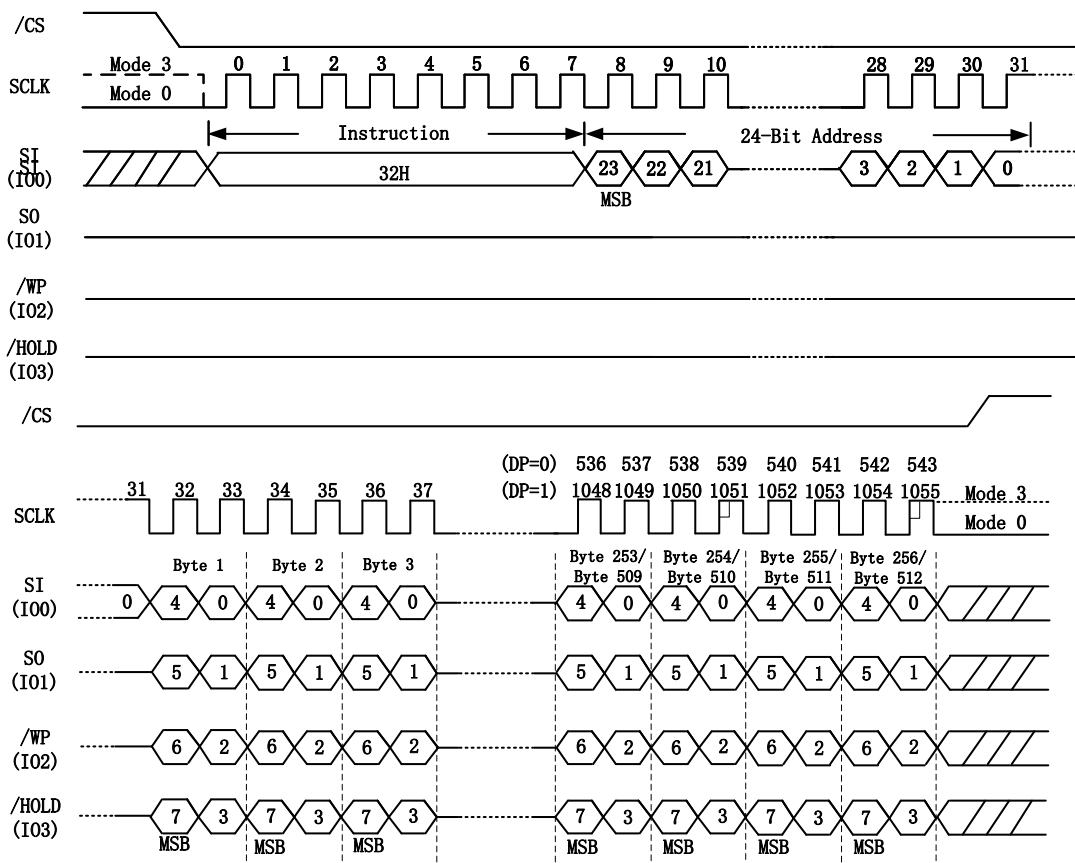 /CS
Mode 3
0 1 2 3 4 5 6 7 8 9 10 28 29 30 31
SCLK
Mode 0
Instruction
24-Bit Address
SI
(IO0)
32H
23 22 21 3 2 1 0
MSB
SO
(IO1)
/WP
(IO2)
/HOLD
(IO3)
/CS
(DP=0) 536 537 538 539 540 541 542 543
31 32 33 34 35 36 37 (DP=1) 1048 1049 1050 1051 1052 1053 1054 1055
Mode 3
SCLK
Mode 0
Byte 1 Byte 2 Byte 3 Byte 253/ Byte 254/ Byte 255/ Byte 256/
Byte 509 Byte 510 Byte 511 Byte 512
SI
(IO0)
0 4 0 4 0 4 0 4 0 4 0 4 0 4 0
SO
(IO1)
5 1 5 1 5 1 5 1 5 1 5 1 5 1
/WP
(IO2)
6 2 6 2 6 2 6 2 6 2 6 2 6 2
/HOLD
(IO3)
7 3 7 3 7 3 7 3 7 3 7 3 7 3
MSB MSB MSB MSB MSB MSB MSB